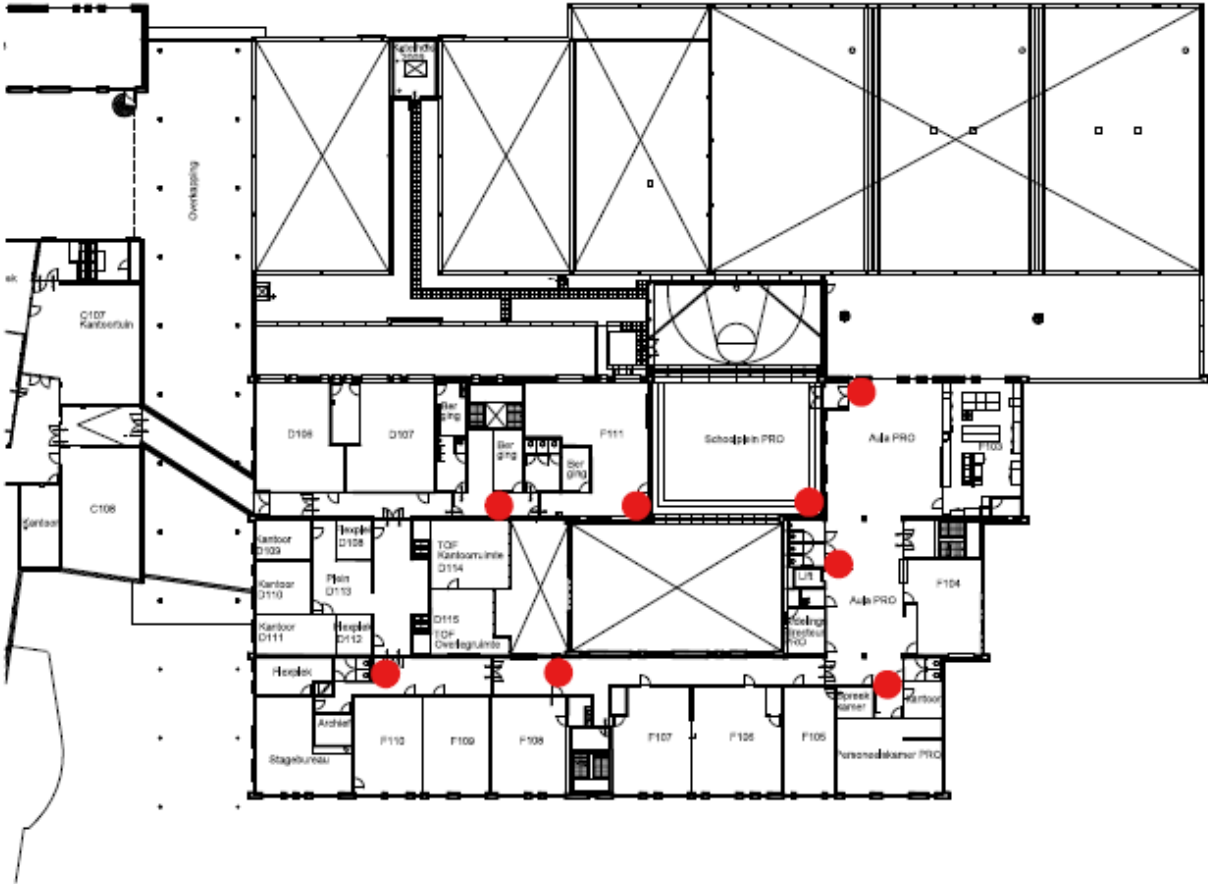 Overkapping
C107
Kantoortuin
D106
D107
Ber
ging
Ber
ging
Ber
ging
F111
Schoolplein PRO
Aula PRO
F103
C108
Kantoor
Kantoor
D109
Flexplek
D108
TOF
Kantoorruimte
D114
Kantoor
D110
Plein
D113
Lift
F104
Aula PRO
Kantoor
D111
Flexplek
D112
D115
TOF
Overlegruimte
Flexplek
Spreek
kamer
Kantoor
Archief
F110
F109
F108
F107
F106
F105
Stagebureau
Personeelskamer PRO